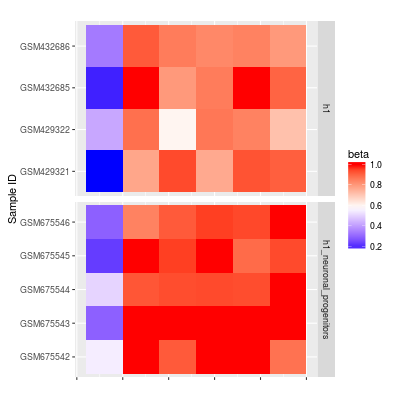 Sample ID
GSM432686
GSM432685
GSM429322
GSM429321
h1
GSM675546
GSM675545
GSM675544
GSM675543
GSM675542
h1_neuronal_progenitors
beta
1.0
0.8
0.6
0.4
0.2